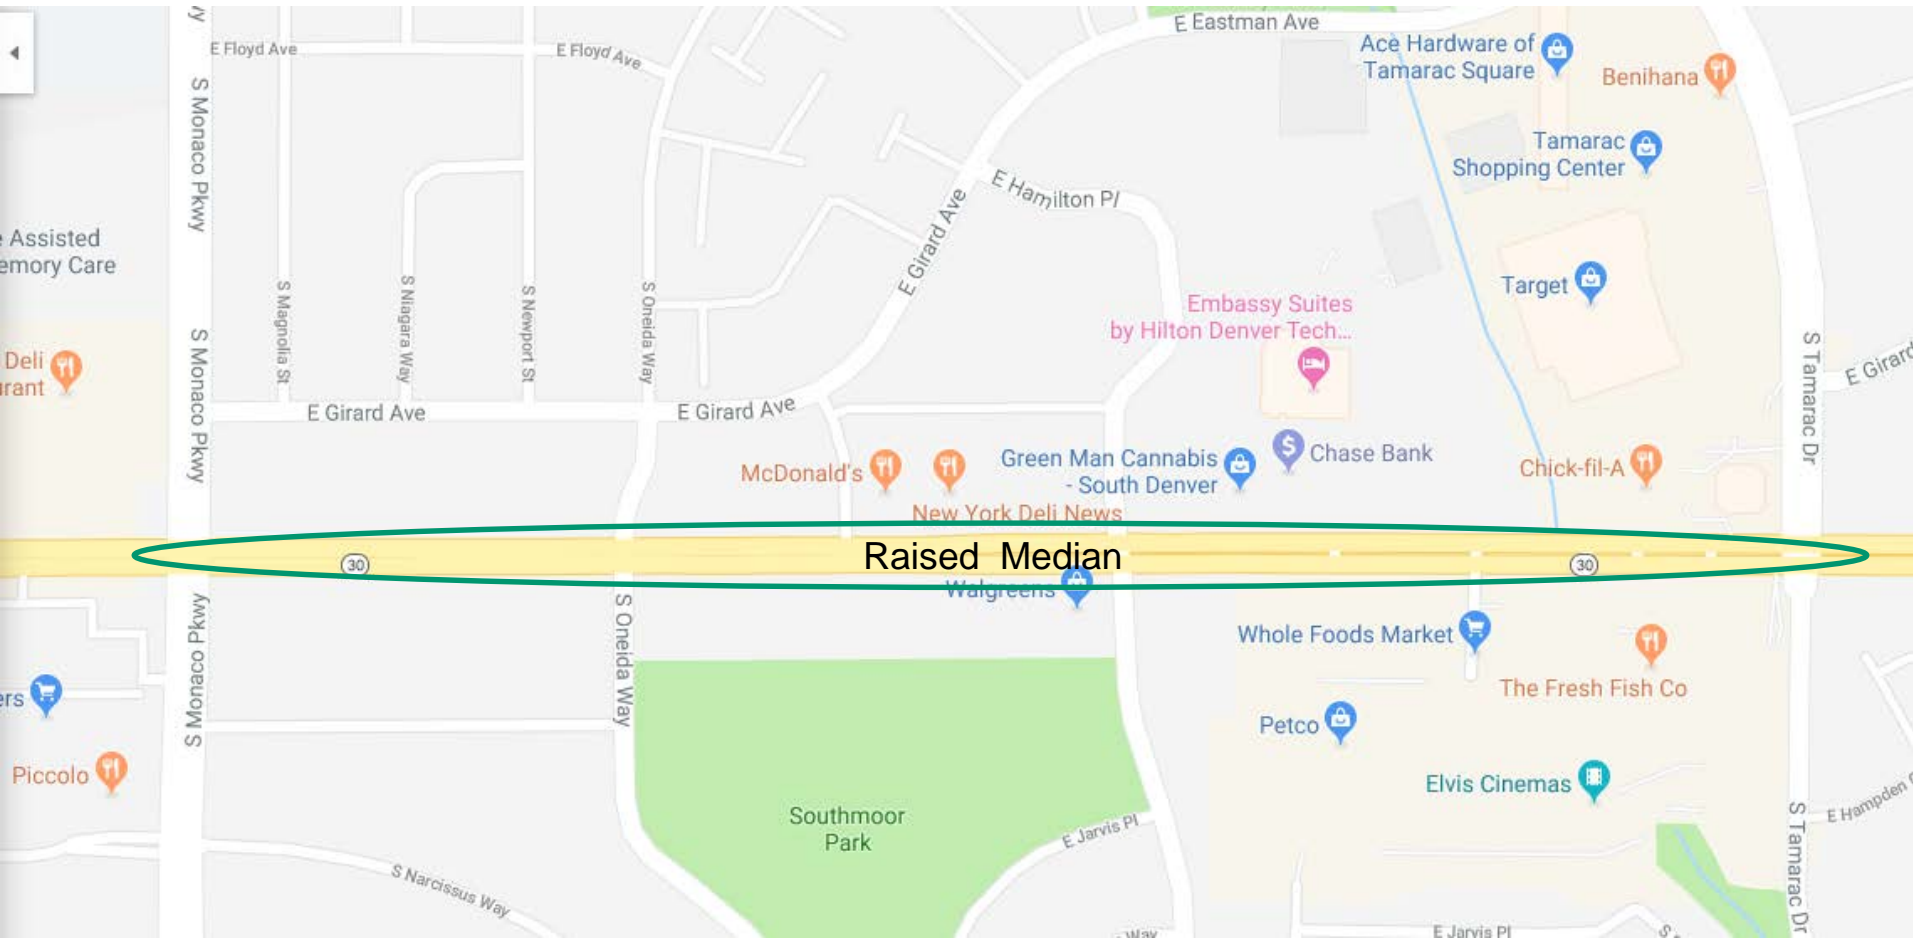 E Eastman Ave
E Floyd Ave
E Floyd Ave
Ace Hardware of
Tamarac Square
Benihana
S Monaco Pkwy
Tamarac
Shopping Center
E Hamilton Pl
E Girard Ave
Assisted
emory Care
S Magnolia St
S Niagara Way
S Newport St
S Oneida Way
Target
Embassy Suites
by Hilton Denver Tech...
S Monaco Pkwy
Deli
rant
S Tamarac Dr
E Girard
E Girard Ave
E Girard Ave
McDonald's
New York Deli News
Green Man Cannabis
- South Denver
Chase Bank
Chick-fil-A
Raised Median
30
30
Walgreens
S Monaco Pkwy
S Oneida Way
Whole Foods Market
The Fresh Fish Co
ers
Petco
Piccolo
Elvis Cinemas
Southmoor
Park
E Jarvis Pl
S Tamarac Dr
E Hampden
S Narcissus Way
Way
E Jarvis Pl